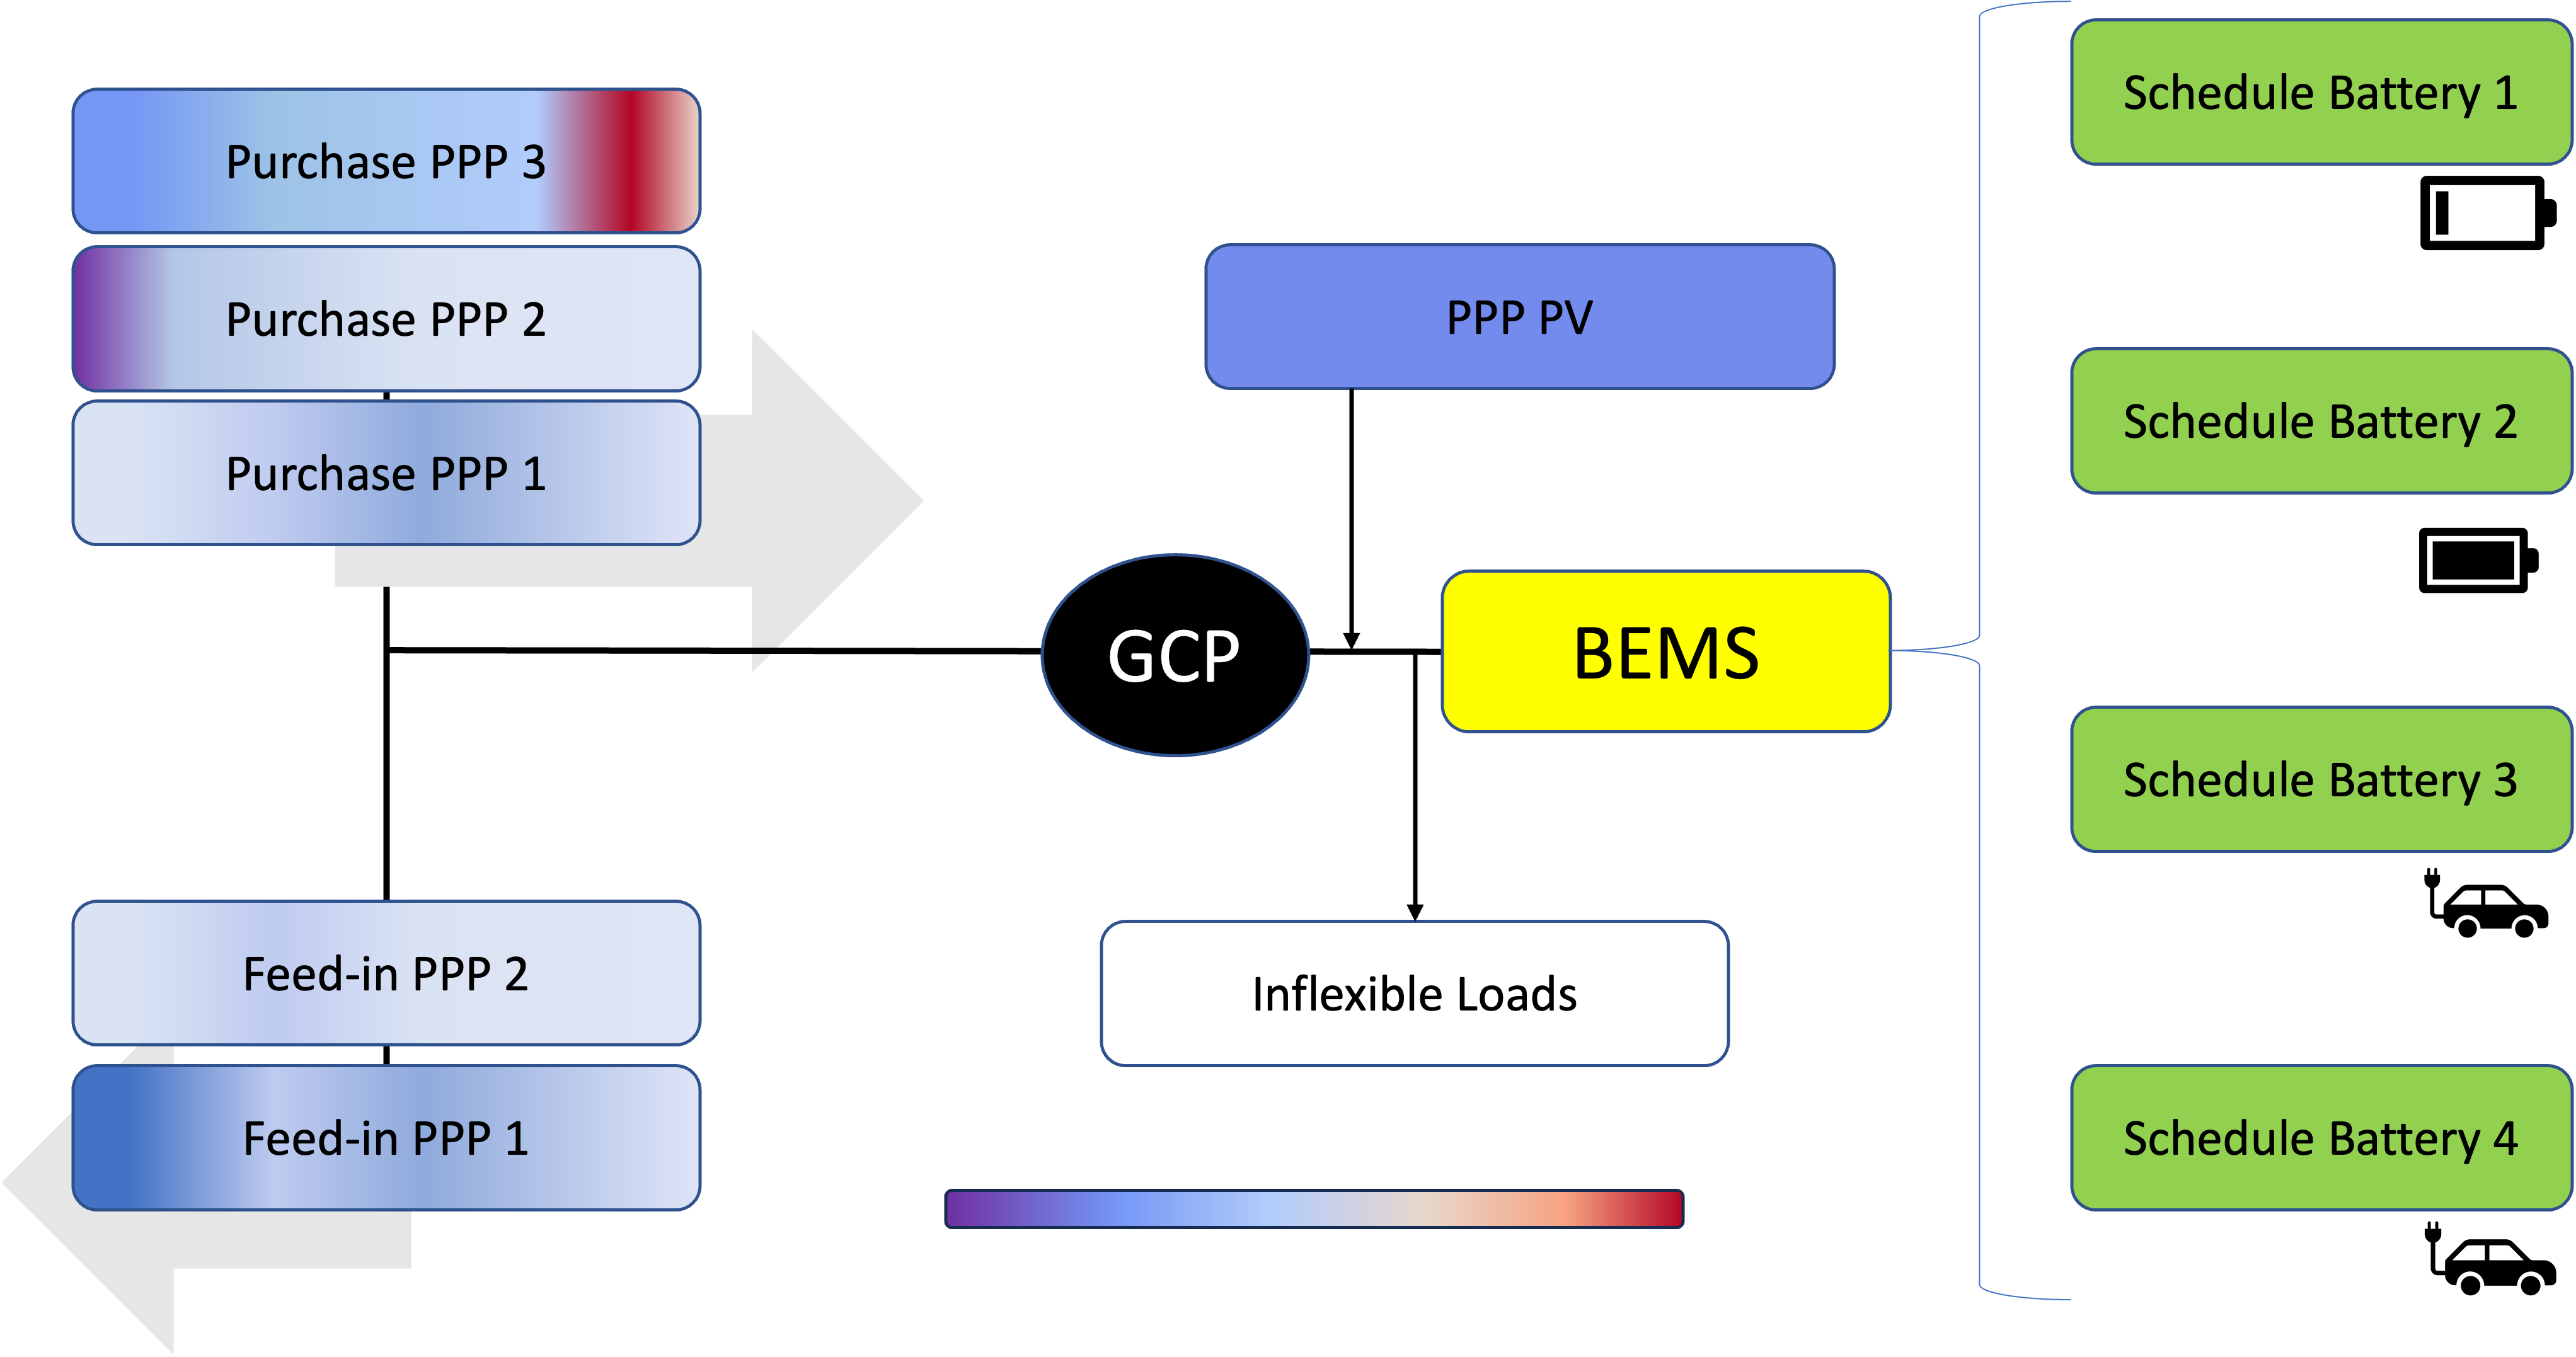 Purchase PPP 3
Purchase PPP 2
Purchase PPP 1
Feed-in PPP 2
Feed-in PPP 1
PPP PV
GCP
BEMS
Inflexible Loads
Schedule Battery 1
Schedule Battery 2
Schedule Battery 3
Schedule Battery 4